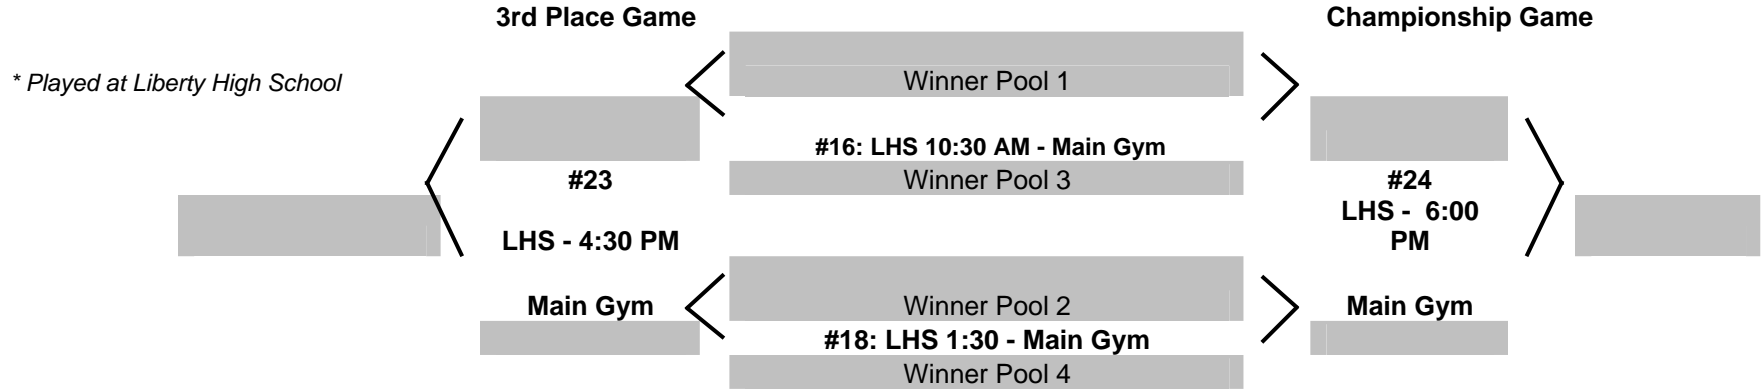 3rd Place Game
Championship Game
* Played at Liberty High School
Winner Pool 1
#16: LHS 10:30 AM - Main Gym
#23
Winner Pool 3
#24
LHS - 4:30 PM
LHS -  6:00
PM
Main Gym
Winner Pool 2
Main Gym
#18: LHS 1:30 - Main Gym
Winner Pool 4